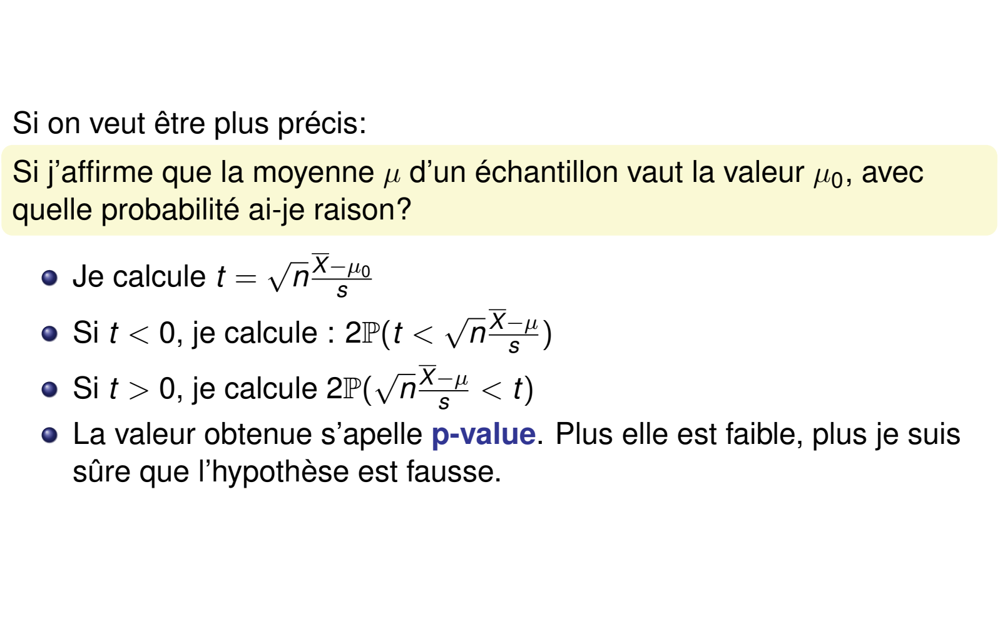 Si on veut être plus précis:
Si j'affirme que la moyenne μ d'un échantillon vaut la valeur μ₀, avec
quelle probabilité ai-je raison?
Je calcule $t = \sqrt{n}\frac{\overline{X}-\mu_0}{s}$
Si $t < 0$, je calcule : $2\mathbb{P}(t < \sqrt{n}\frac{\overline{X}-\mu}{s})$
Si $t > 0$, je calcule $2\mathbb{P}(\sqrt{n}\frac{\overline{X}-\mu}{s} < t)$
La valeur obtenue s'apelle p-value. Plus elle est faible, plus je suis
sûre que l'hypothèse est fausse.